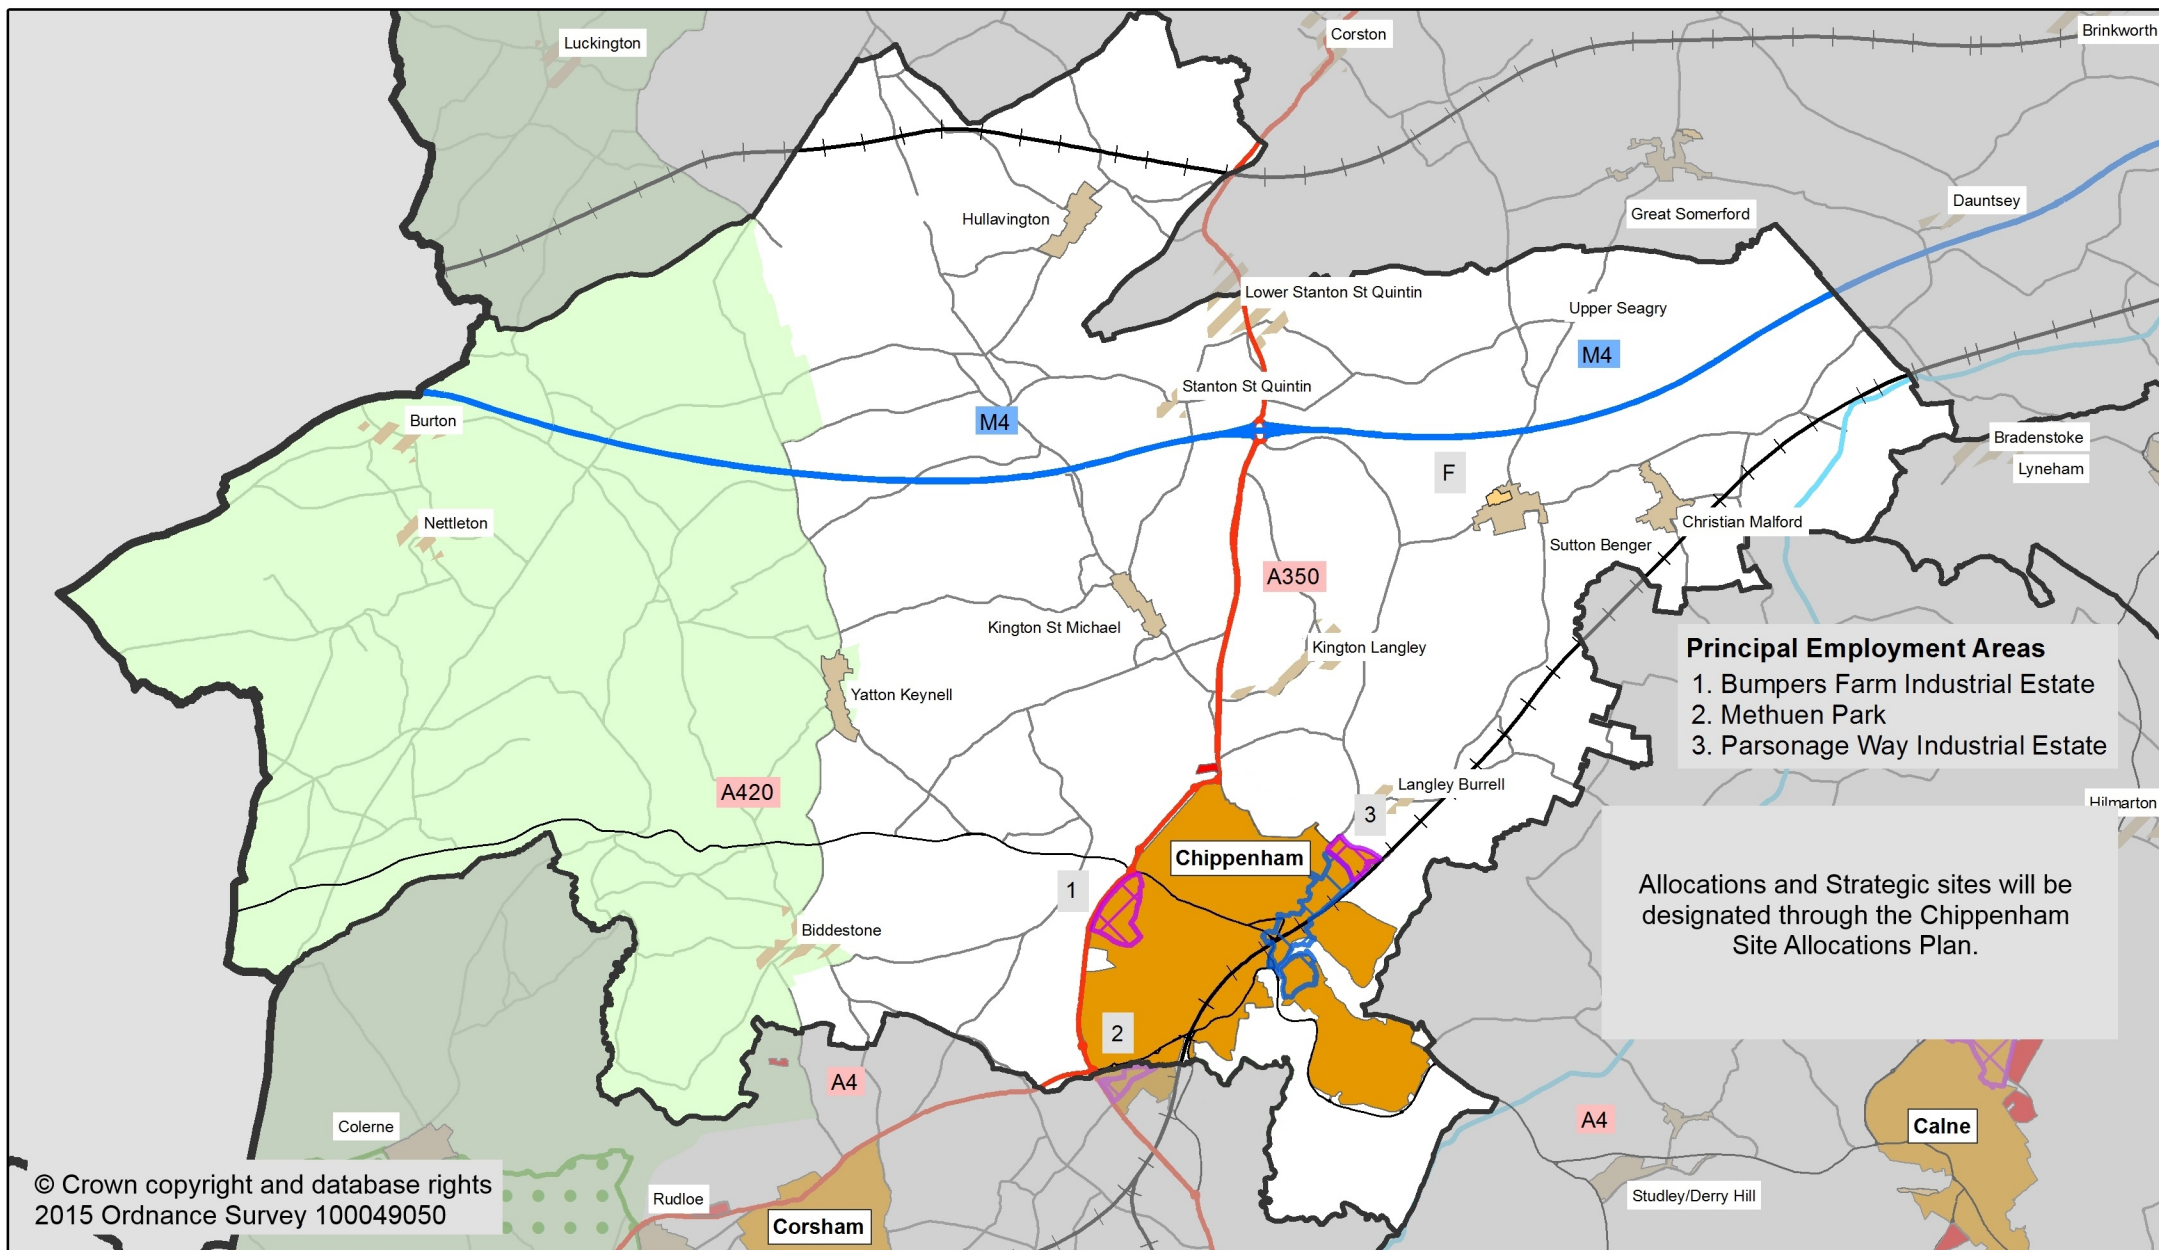 Luckington
Corston
Brinkworth
Dauntsey
Great Somerford
Hullavington
Lower Stanton St Quintin
Upper Seagry
M4
Stanton St Quintin
M4
Burton
Bradenstoke
Lyneham
F
Nettleton
Christian Malford
Sutton Benger
A350
Kington St Michael
Kington Langley
Principal Employment Areas
1. Bumpers Farm Industrial Estate
2. Methuen Park
3. Parsonage Way Industrial Estate
Yatton Keynell
A420
Langley Burrell
Hilmarton
3
Chippenham
1
Allocations and Strategic sites will be
designated through the Chippenham
Site Allocations Plan.
Biddestone
2
A4
A4
Colerne
Calne
Rudloe
Studley/Derry Hill
Corsham
© Crown copyright and database rights
2015 Ordnance Survey 100049050